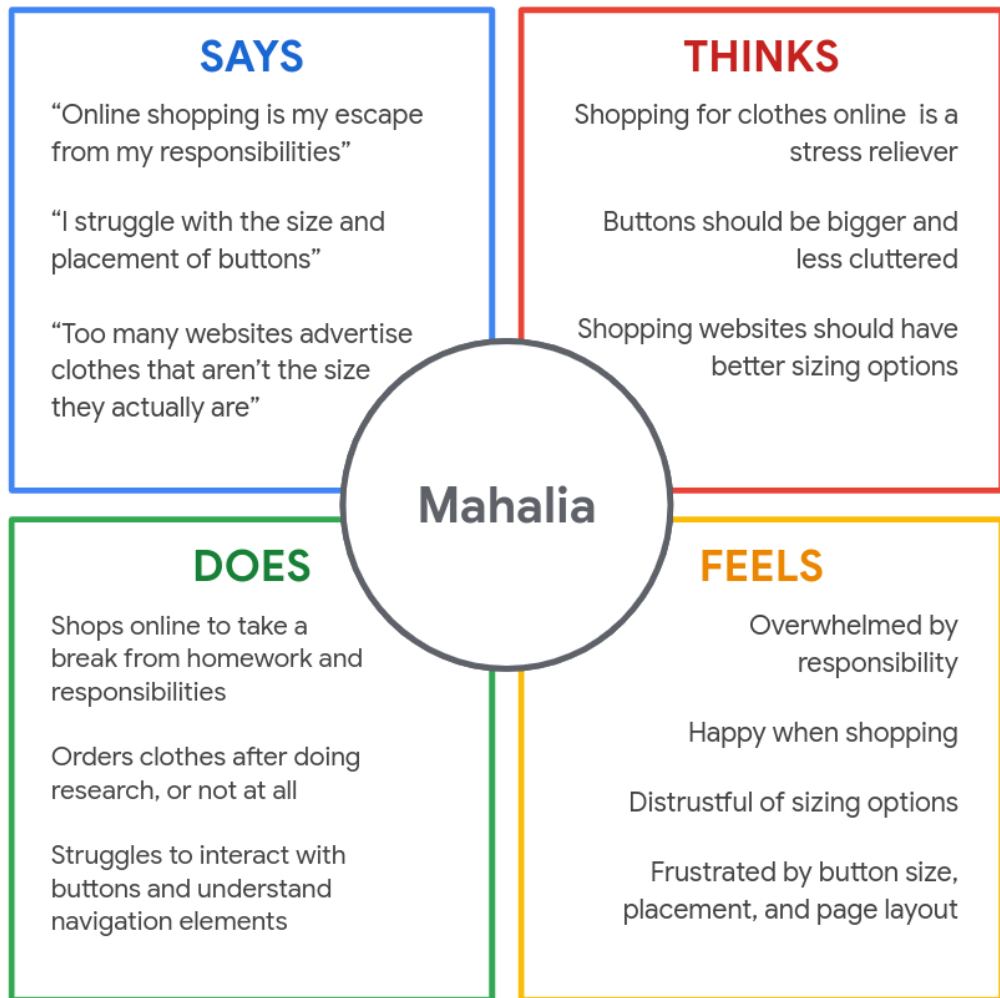 SAYS
“Online shopping is my escape
from my responsibilities”
“I struggle with the size and
placement of buttons”
“Too many websites advertise
clothes that aren’t the size
they actually are”
THINKS
Shopping for clothes online  is a
stress reliever
Buttons should be bigger and
less cluttered
Shopping websites should have
better sizing options
Mahalia
DOES
Shops online to take a
break from homework and
responsibilities
Orders clothes after doing
research, or not at all
Struggles to interact with
buttons and understand
navigation elements
FEELS
Overwhelmed by
responsibility
Happy when shopping
Distrustful of sizing options
Frustrated by button size,
placement, and page layout